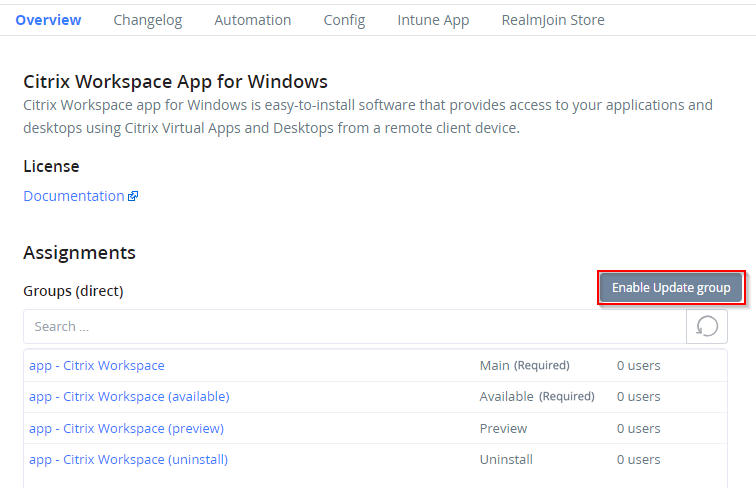 Overview Changelog Automation Config Intune App RealmJoin Store
Citrix Workspace App for Windows
Citrix Workspace app for Windows is easy-to-install software that provides access to your applications and
desktops using Citrix Virtual Apps and Desktops from a remote client device.
License
Documentation
Assignments
Groups (direct)
Enable Update group
Search ...
app - Citrix Workspace Main (Required) 0 users
app - Citrix Workspace (available) Available (Required) 0 users
app - Citrix Workspace (preview) Preview 0 users
app - Citrix Workspace (uninstall) Uninstall 0 users